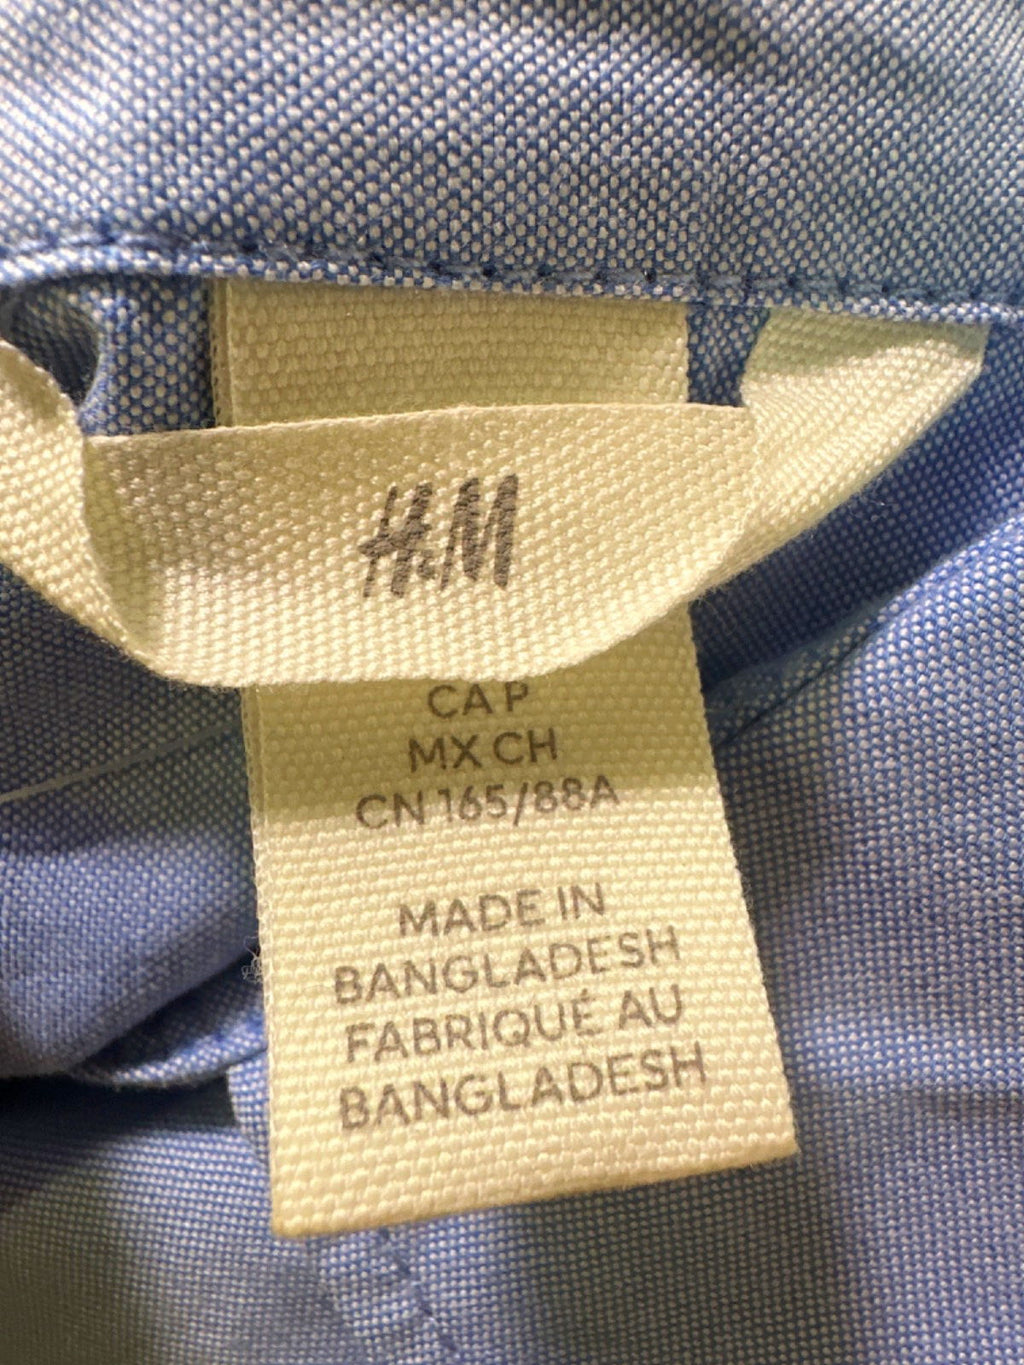 H&M
CA P
MX CH
CN 165/88A
MADE IN
BANGLADESH
FABRIQUÉ AU
BANGLADESH